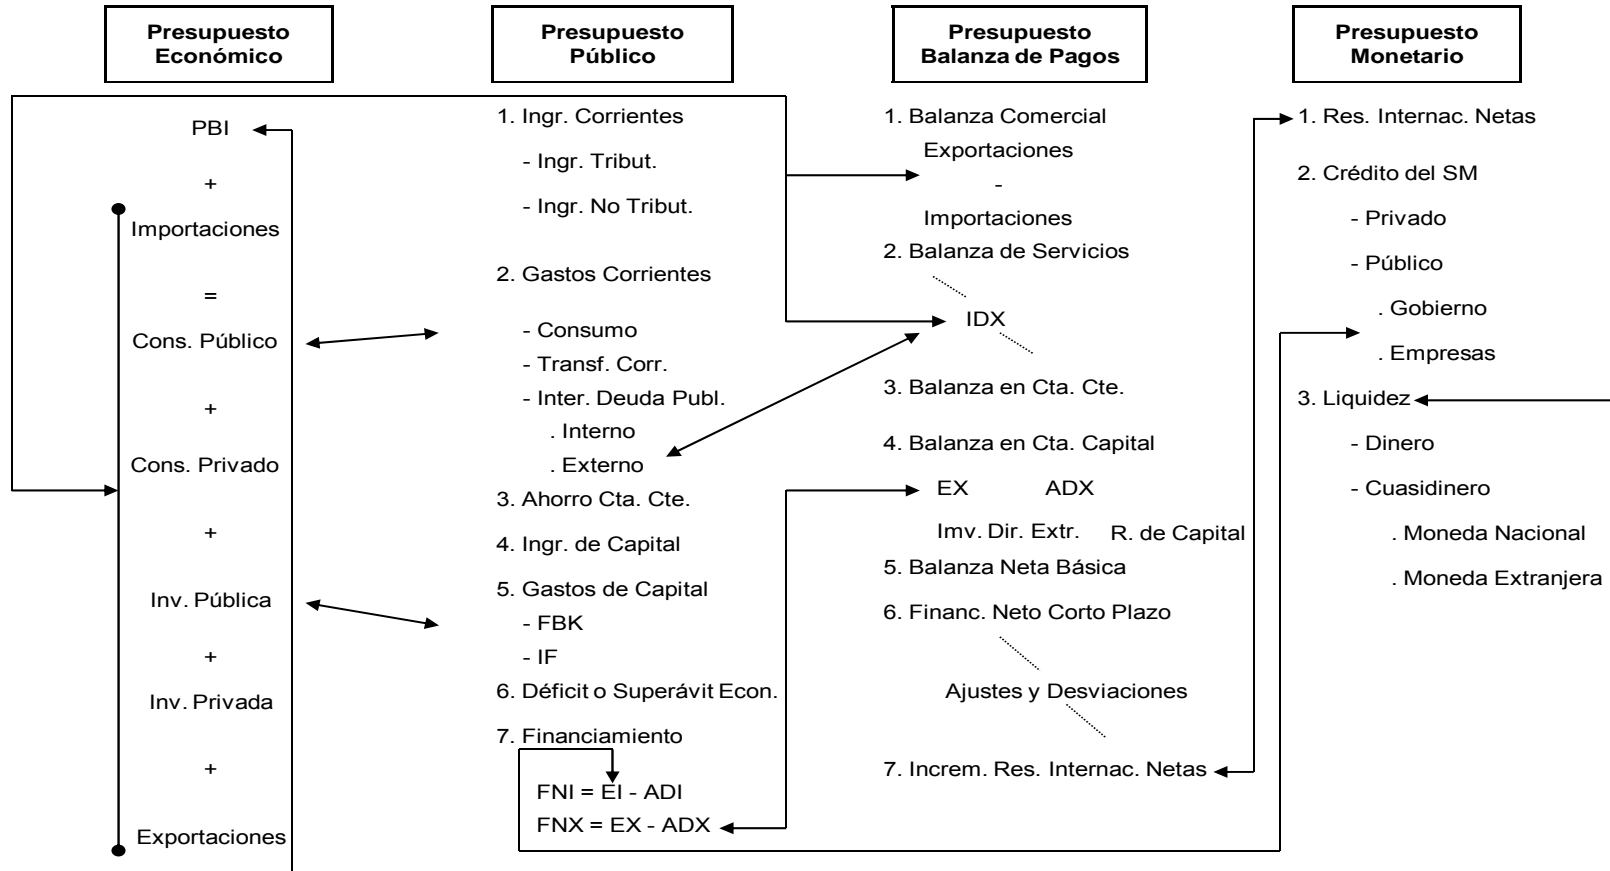 Presupuesto
Económico
PBI
+
Importaciones
=
Cons. Público
+
Cons. Privado
+
Inv. Pública
+
Inv. Privada
+
Exportaciones
Presupuesto
Público
1. Ingr. Corrientes
- Ingr. Tribut.
- Ingr. No Tribut.
2. Gastos Corrientes
- Consumo
- Transf. Corr.
- Inter. Deuda Publ.
. Interno
. Externo
3. Ahorro Cta. Cte.
4. Ingr. de Capital
5. Gastos de Capital
- FBK
- IF
6. Déficit o Superávit Econ.
7. Financiamiento
FNI = EI - ADI
FNX = EX - ADX
Presupuesto
Balanza de Pagos
1. Balanza Comercial
Exportaciones
-
Importaciones
2. Balanza de Servicios
IDX
3. Balanza en Cta. Cte.
4. Balanza en Cta. Capital
EX ADX
Imv. Dir. Extr. R. de Capital
5. Balanza Neta Básica
6. Financ. Neto Corto Plazo
Ajustes y Desviaciones
7. Increm. Res. Internac. Netas
Presupuesto
Monetario
1. Res. Internac. Netas
2. Crédito del SM
- Privado
- Público
. Gobierno
. Empresas
3. Liquidez
- Dinero
- Cuasidinero
. Moneda Nacional
. Moneda Extranjera